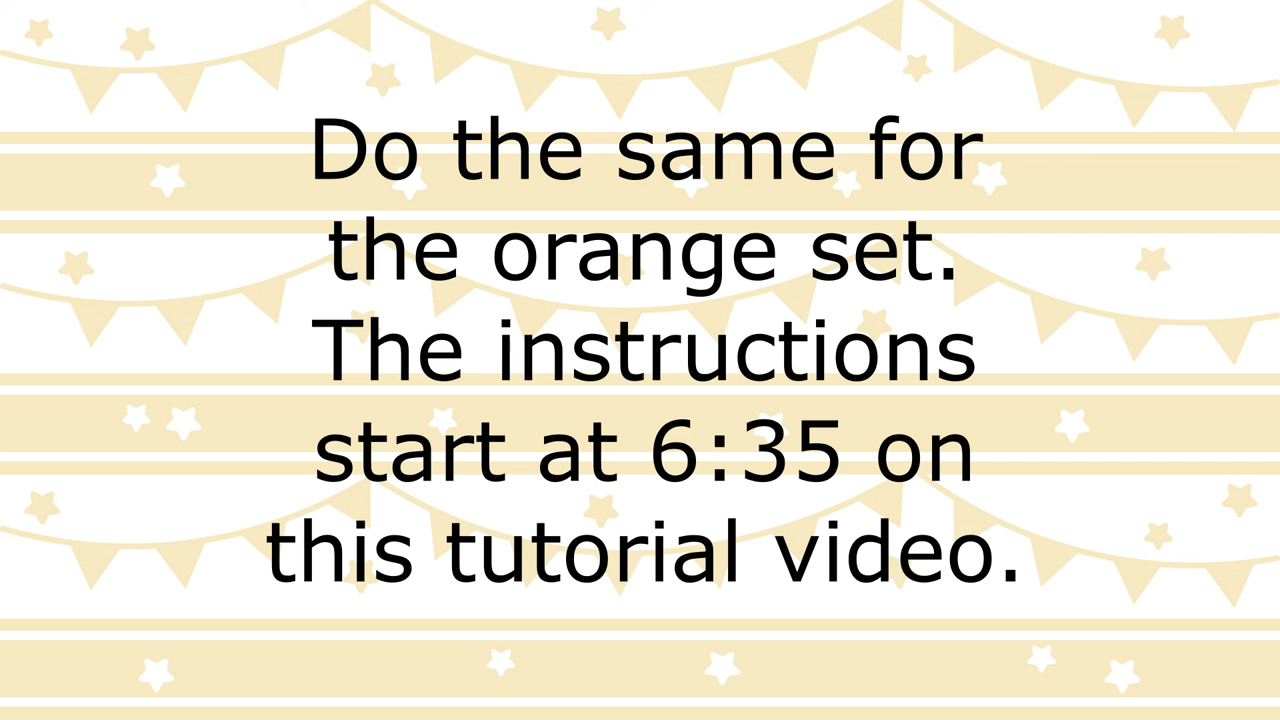 Do the same for
the orange set.
The instructions
start at 6:35 on
this tutorial video.